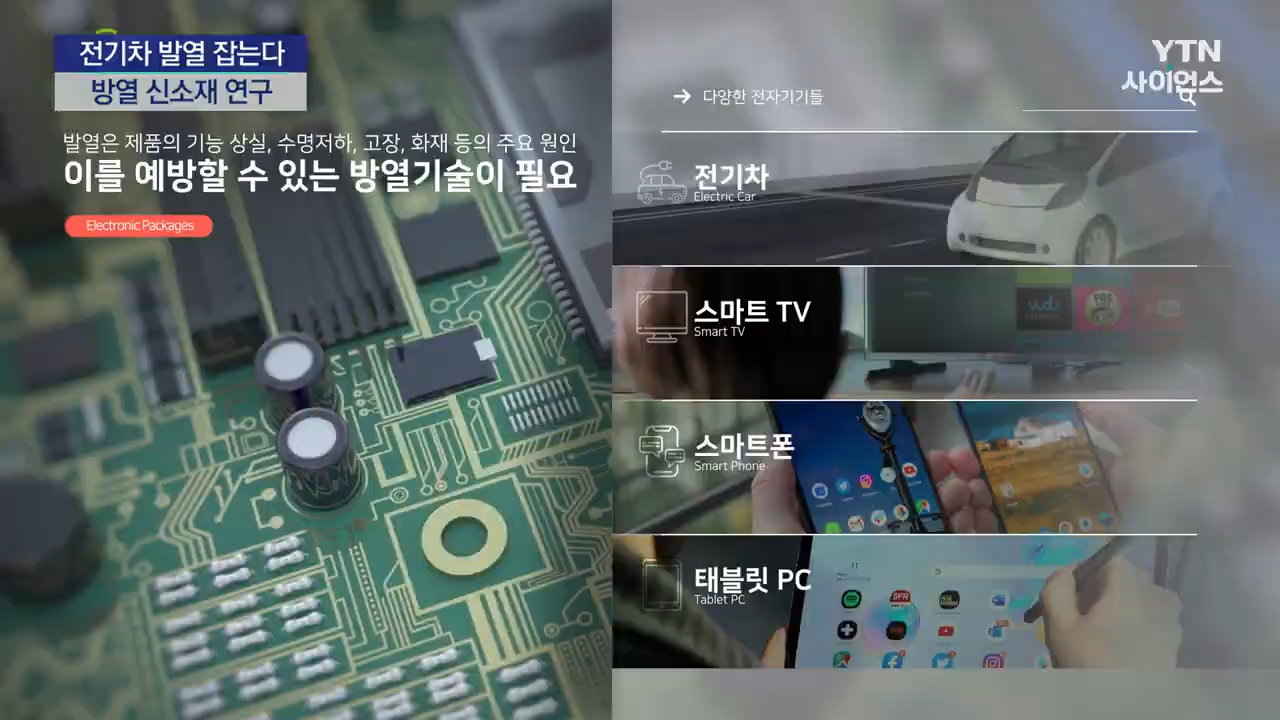 전기차 발열 잡는다
방열 신소재 연구
발열은 제품의 기능 상실, 수명저하, 고장, 화재 등의 주요 원인
이를 예방할 수 있는 방열기술이 필요
Electronic Packages
YTN
사이언스
다양한 전자기기들
전기차
Electric Car
스마트 TV
Smart TV
스마트폰
Smart Phone
태블릿 PC
Tablet PC
SFR